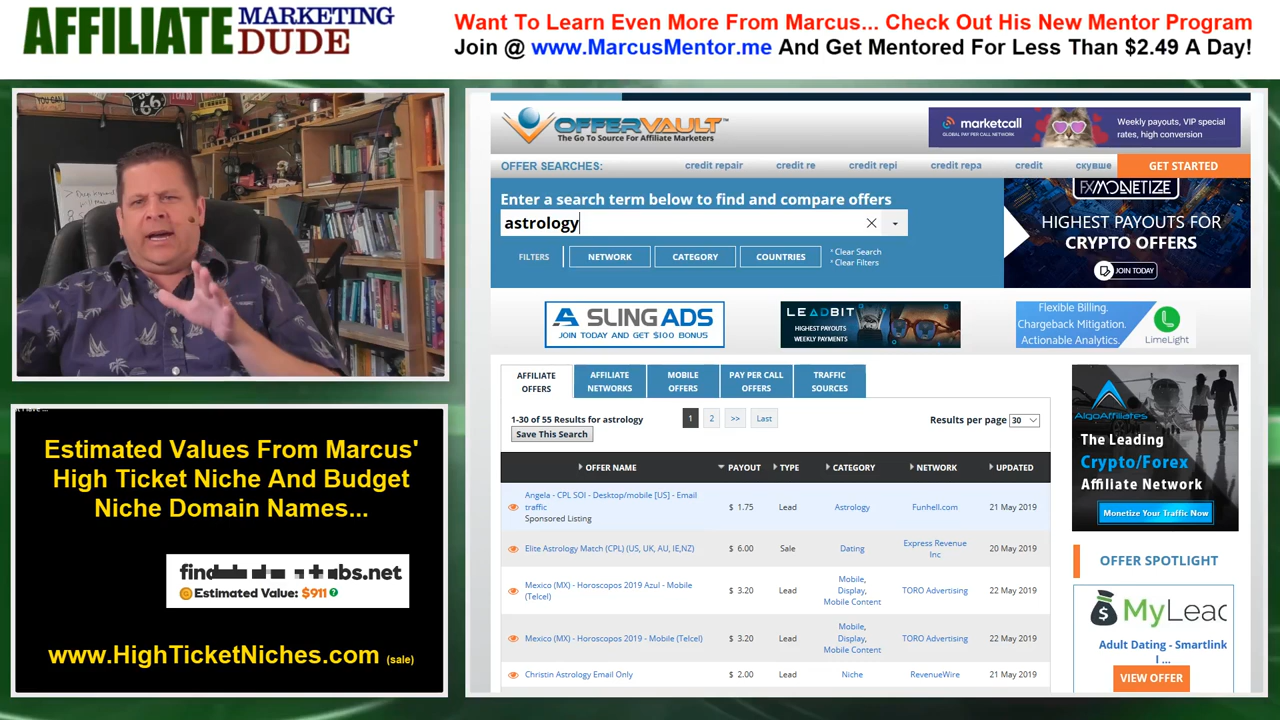 AFFILIATE MARKETING DUDE
Want To Learn Even More From Marcus... Check Out His New Mentor Program
Join @ www.MarcusMentor.me And Get Mentored For Less Than $2.49 A Day!
YOU CAN
66
OFFERVAULT™
The Go To Source For Affiliate Marketers
marketcall
GLOBAL PAY PER CALL NETWORK
Weekly payouts, VIP special
rates, high conversion
OFFER SEARCHES: credit repair credit re credit repi credit repa credit скувше GET STARTED
Enter a search term below to find and compare offers
astrology
FILTERS NETWORK CATEGORY COUNTRIES
* Clear Search
* Clear Filters
FXMONETIZE
HIGHEST PAYOUTS FOR
CRYPTO OFFERS
JOIN TODAY
SLINGADS
JOIN TODAY AND GET $100 BONUS
LEADBIT
HIGHEST PAYOUTS
WEEKLY PAYMENTS
Flexible Billing.
Chargeback Mitigation.
Actionable Analytics.
LimeLight
AFFILIATE OFFERS
AFFILIATE NETWORKS
MOBILE OFFERS
PAY PER CALL OFFERS
TRAFFIC SOURCES
1-30 of 55 Results for astrology
1 2 >> Last
Results per page 30
Save This Search
OFFER NAME PAYOUT TYPE CATEGORY NETWORK UPDATED
Angela - CPL SOI - Desktop/mobile [US] - Email
traffic
Sponsored Listing
$ 1.75 Lead Astrology Funhell.com 21 May 2019
Elite Astrology Match (CPL) (US, UK, AU, IE,NZ) $ 6.00 Sale Dating Express Revenue Inc 20 May 2019
Mexico (MX) - Horoscopos 2019 Azul - Mobile
(Telcel)
$ 3.20 Lead Mobile, Display, Mobile Content TORO Advertising 22 May 2019
Mexico (MX) - Horoscopos 2019 - Mobile (Telcel) $ 3.20 Lead Mobile, Display, Mobile Content TORO Advertising 22 May 2019
Christin Astrology Email Only $ 2.00 Lead Niche RevenueWire 21 May 2019
AlgoAffiliates
The Leading
Crypto/Forex
Affiliate Network
Monetize Your Traffic Now
OFFER SPOTLIGHT
MyLead
Adult Dating - Smartlink
I ...
VIEW OFFER
Estimated Values From Marcus'
High Ticket Niche And Budget
Niche Domain Names...
Estimated Value: $911
www.HighTicketNiches.com (sale)